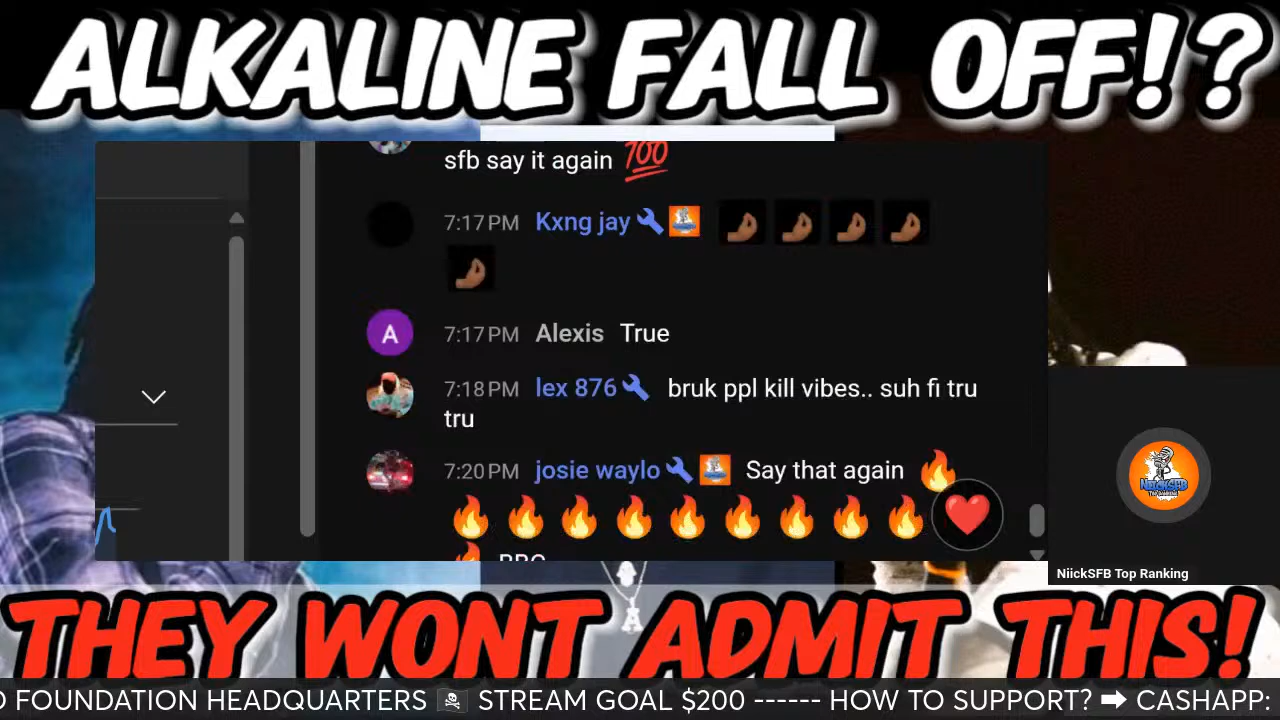 ALKALINE FALL OFF!?
sfb say it again 💯
7:17 PM Kxng jay
A 7:17 PM Alexis True
7:18 PM lex 876 bruk ppl kill vibes.. suh fi tru
tru
7:20 PM josie waylo Say that again 🔥
🔥🔥🔥🔥🔥🔥🔥🔥🔥
NIICKSFB
NiickSFB Top Ranking
A
THEY WONT ADMIT THIS!
FOUNDATION HEADQUARTERS ☠ STREAM GOAL $200 ------ HOW TO SUPPORT? ➡ CASHAPP: